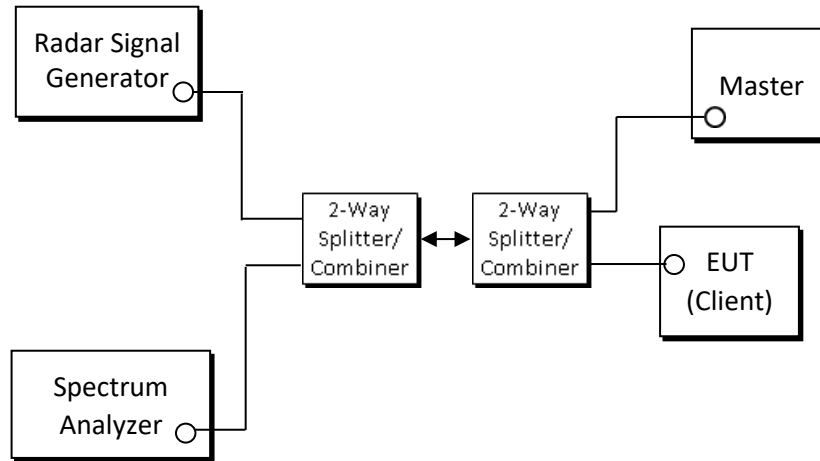 Radar Signal
Generator
Master
2-Way
Splitter/
Combiner
2-Way
Splitter/
Combiner
EUT
(Client)
Spectrum
Analyzer